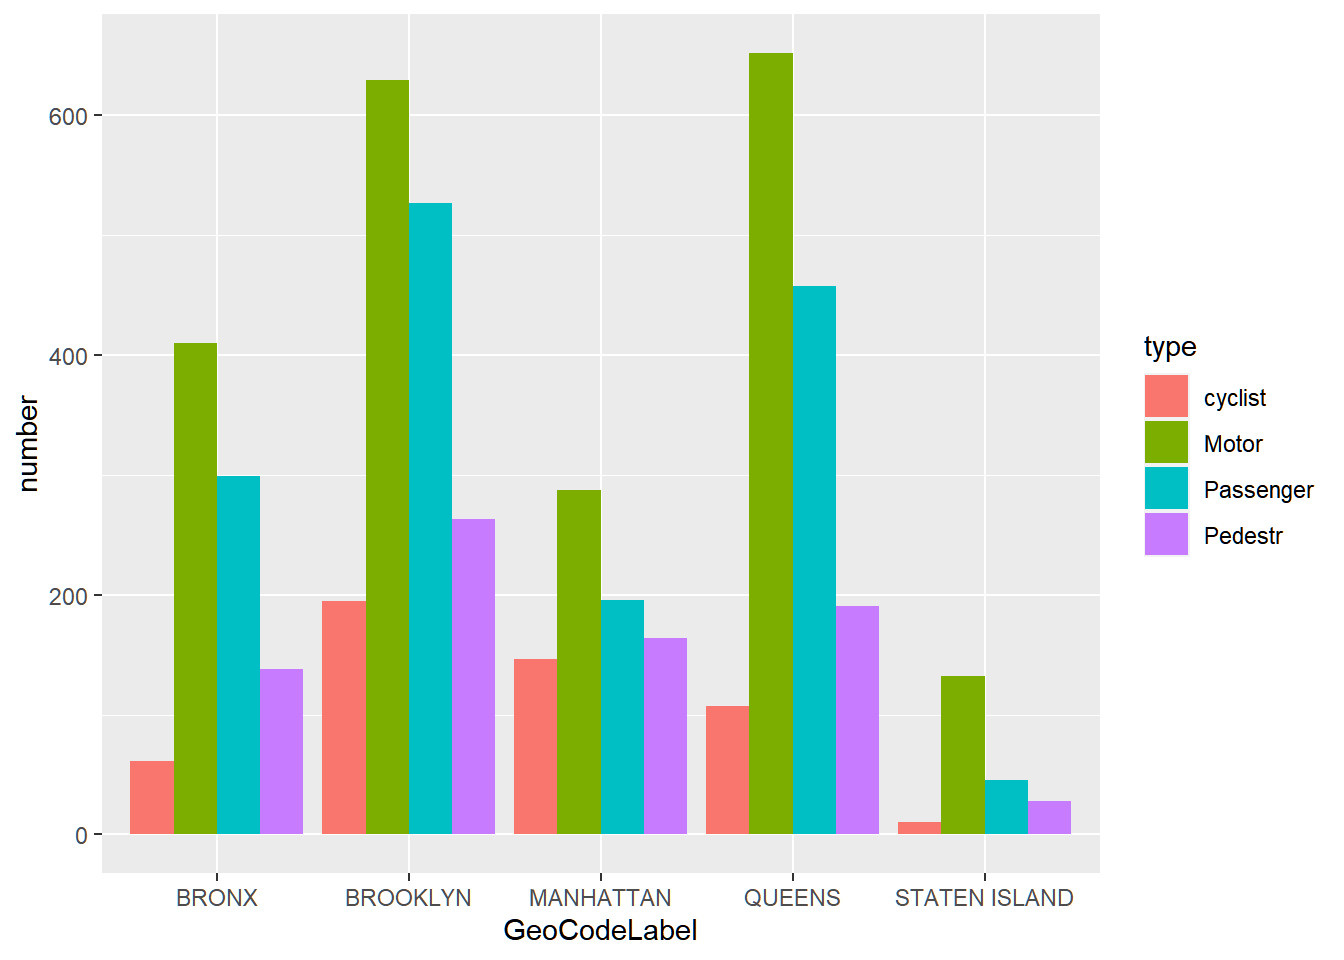 600
400
200
0
number
BRONX
BROOKLYN
MANHATTAN
QUEENS
STATEN ISLAND
GeoCodeLabel
type
cyclist
Motor
Passenger
Pedestr